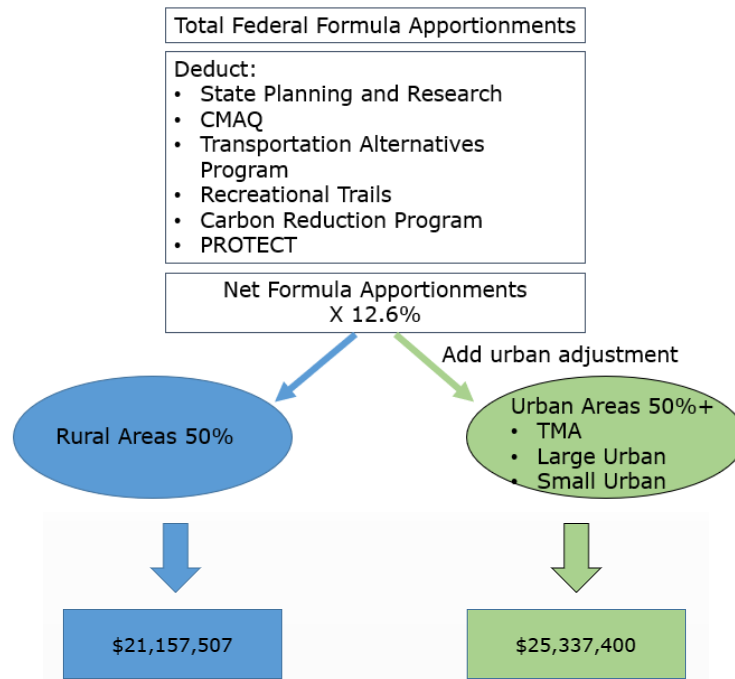 Total Federal Formula Apportionments
Deduct:
• State Planning and Research
• CMAQ
• Transportation Alternatives
Program
• Recreational Trails
• Carbon Reduction Program
• PROTECT
Net Formula Apportionments
X 12.6%
Add urban adjustment
Rural Areas 50%
Urban Areas 50%+
• TMA
• Large Urban
• Small Urban
$21,157,507
$25,337,400